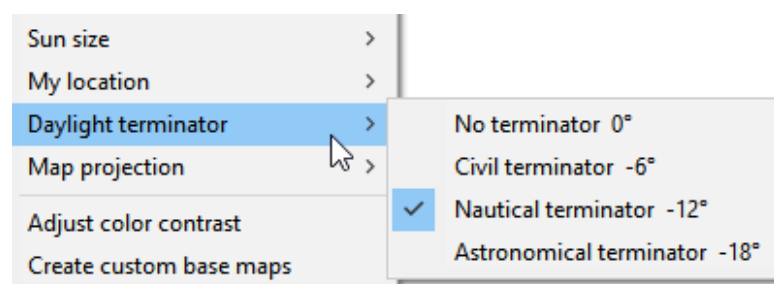 Sun size
My location
Daylight terminator
Map projection
Adjust color contrast
Create custom base maps
No terminator 0°
Civil terminator -6°
Nautical terminator -12°
Astronomical terminator -18°